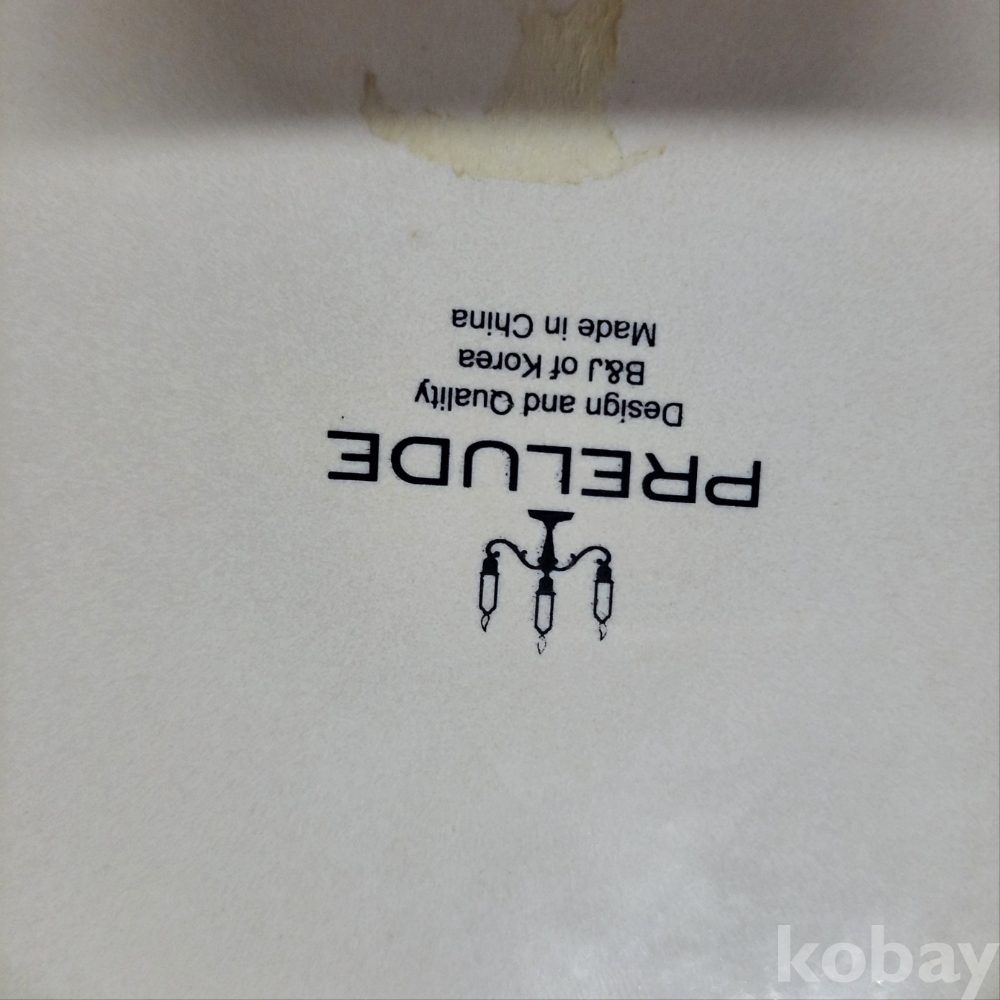 PRELUDE
Design and Quality
B&J of Korea
Made in China
kobay